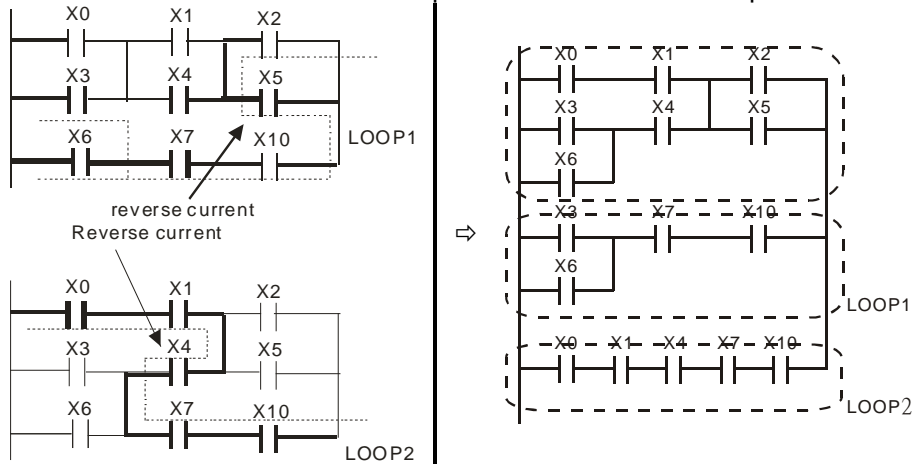 X0 X1 X2
X3 X4 X5
LOOP1
X6 X7 X10
reverse current
Reverse current
X0 X1 X2
X3 X4 X5
X6 X7 X10
LOOP2
⇨
X0 X1 X2
X3 X4 X5
X6
X3 X7 X10
X6
LOOP1
X0 X1 X4 X7 X10
LOOP2